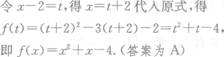 令 x-2=t,得 x=t+2 代入原式,得
f(t)=(t+2)²-3(t+2)-2=t²+t-4,
即 f(x)=x²+x-4.(答案为 A)